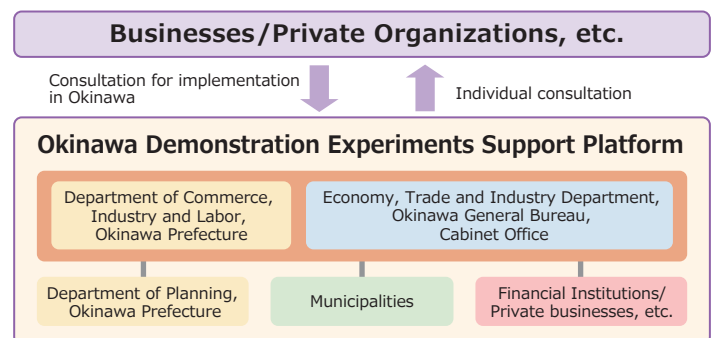 Businesses/Private Organizations, etc.
Consultation for implementation
in Okinawa
Individual consultation
Okinawa Demonstration Experiments Support Platform
Department of Commerce,
Industry and Labor,
Okinawa Prefecture
Economy, Trade and Industry Department,
Okinawa General Bureau,
Cabinet Office
Department of Planning,
Okinawa Prefecture
Municipalities
Financial Institutions/
Private businesses, etc.